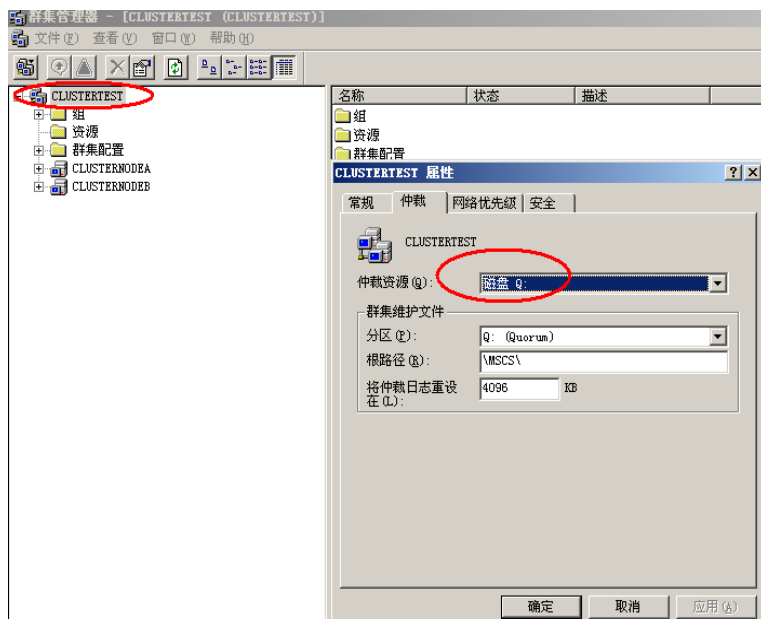 群集管理器 - [CLUSTERTEST (CLUSTERTEST)]
文件(F) 查看(V) 窗口(W) 帮助(H)
CLUSTERTEST
组
资源
群集配置
CLUSTERNODEA
CLUSTERNODEB
名称 状态 描述
组
资源
群集配置
CLUSTERTEST 属性
常规 仲裁 网络优先级 安全
CLUSTERTEST
仲裁资源(Q): 磁盘 Q:
群集维护文件
分区(P): Q: (Quorum)
根路径(R): \MSCS\
将仲裁日志重设 4096 KB
在(L):
确定 取消 应用(A)